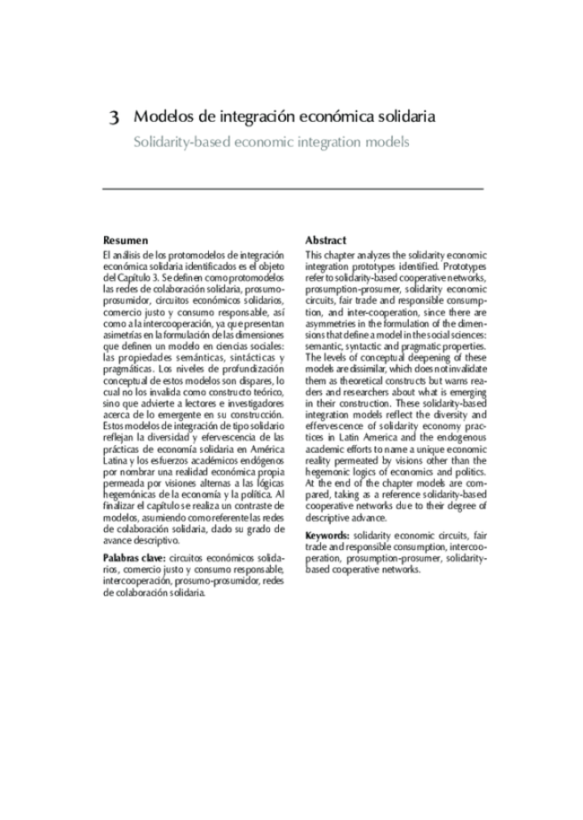 3 Modelos de integración económica solidaria
Solidarity-based economic integration models
Resumen
El análisis de los protomodelos de integración
económica solidaria identificados es el objeto
del Capítulo 3. Se definen como protomodelos
las redes de colaboración solidaria, prosumo-
prosumidor, circuitos económicos solidarios,
comercio justo y consumo responsable, así
como a la intercooperación, ya que presentan
asimetrías en la formulación de las dimensiones
que definen un modelo en ciencias sociales:
las propiedades semánticas, sintácticas y
pragmáticas. Los niveles de profundización
conceptual de estos modelos son dispares, lo
cual no los invalida como constructo teórico,
sino que advierte a lectores e investigadores
acerca de lo emergente en su construcción.
Estos modelos de integración de tipo solidario
reflejan la diversidad y efervescencia de las
prácticas de economía solidaria en América
Latina y los esfuerzos académicos endógenos
por nombrar una realidad económica propia
permeada por visiones alternas a las lógicas
hegemónicas de la economía y la política. Al
finalizar el capítulo se realiza un contraste de
modelos, asumiendo como referente las redes
de colaboración solidaria, dado su grado de
avance descriptivo.
Palabras clave: circuitos económicos solida-
rios, comercio justo y consumo responsable,
intercooperación, prosumo-prosumidor, redes
de colaboración solidaria.
Abstract
This chapter analyzes the solidarity economic
integration prototypes identified. Prototypes
refer to solidarity-based cooperative networks,
prosumption-prosumer, solidarity economic
circuits, fair trade and responsible consump-
tion, and inter-cooperation, since there are
asymmetries in the formulation of the dimen-
sions that define a model in the social sciences:
semantic, syntactic and pragmatic properties.
The levels of conceptual deepening of these
models are dissimilar, which does not invalidate
them as theoretical constructs but warns rea-
ders and researchers about what is emerging
in their construction. These solidarity-based
integration models reflect the diversity and
effervescence of solidarity economy prac-
tices in Latin America and the endogenous
academic efforts to name a unique economic
reality permeated by visions other than the
hegemonic logics of economics and politics.
At the end of the chapter models are com-
pared, taking as a reference solidarity-based
cooperative networks due to their degree of
descriptive advance.
Keywords: solidarity economic circuits, fair
trade and responsible consumption, intercoo-
peration, prosumption-prosumer, solidarity-
based cooperative networks.